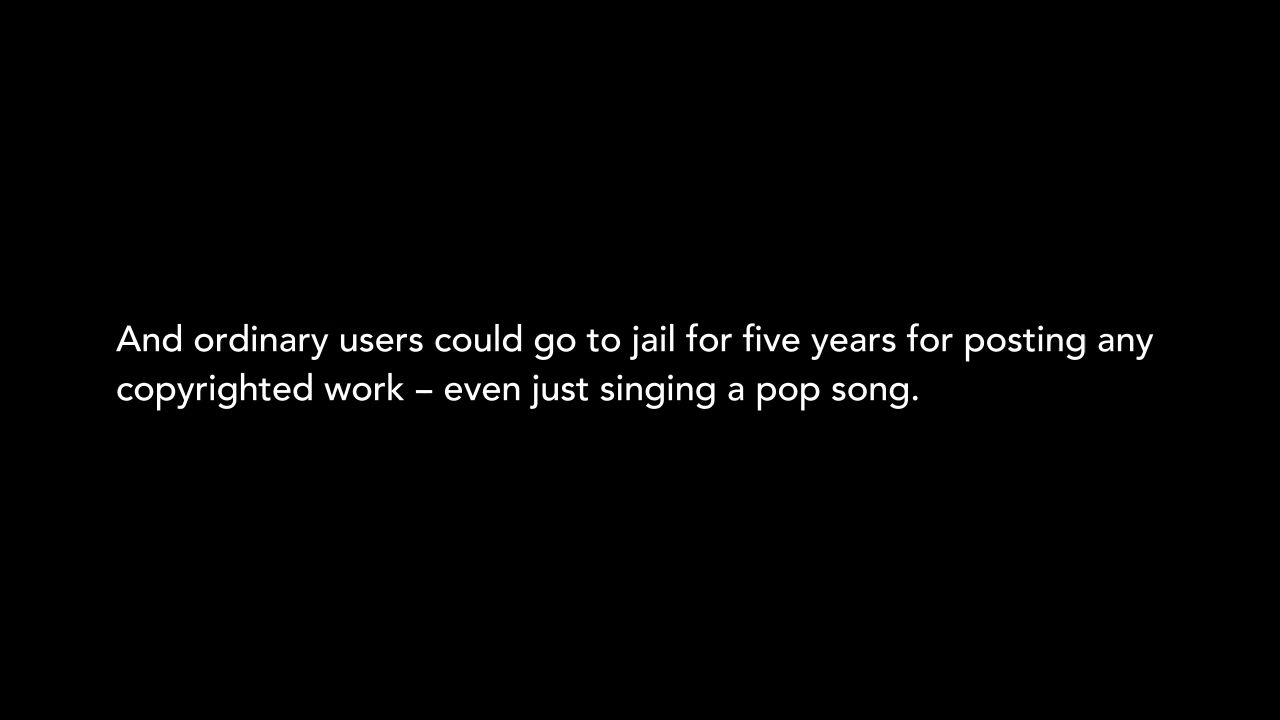 And ordinary users could go to jail for five years for posting any
copyrighted work – even just singing a pop song.